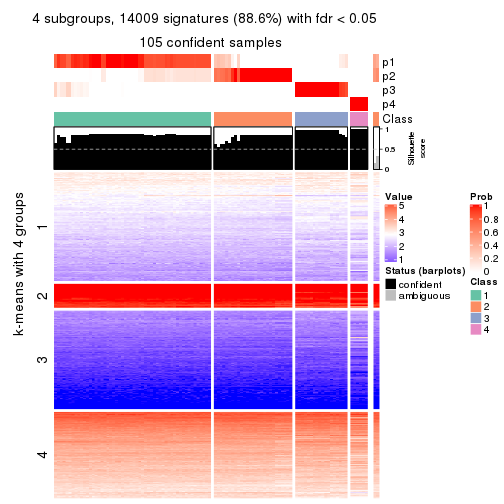 4 subgroups, 14009 signatures (88.6%) with fdr < 0.05
105 confident samples
p1
p2
p3
p4
Class
1
0.5
0
Silhouette
score
k-means with 4 groups
1
2
3
4
Value
5
4
3
2
1
Status (barplots)
confident
ambiguous
Prob
1
0.8
0.6
0.4
0.2
0
Class
1
2
3
4